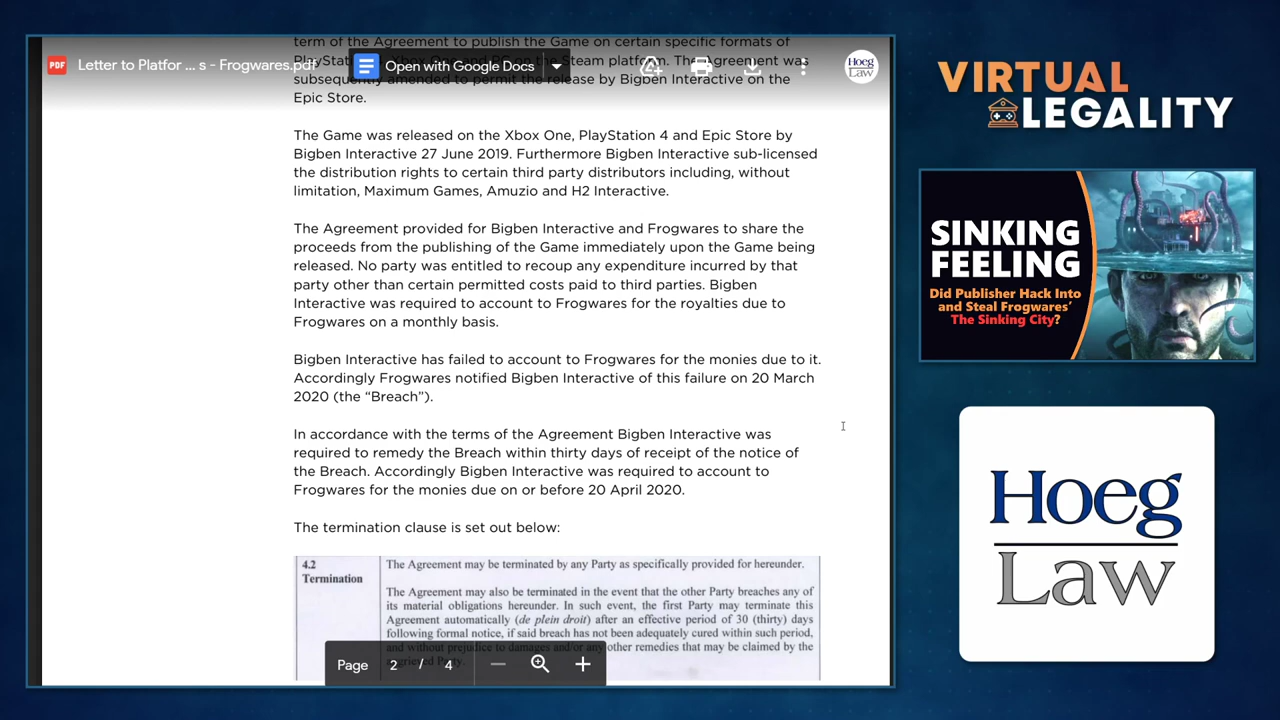 term of the Agreement to publish the Game on certain specific formats of
Steam platform. The Agreement was
subsequently amended to permit the release by Bigben Interactive on the
Epic Store.
PDF
Letter to Platfor ... s - Frogwares.pdf
Open with Google Docs
Hoeg
Law
The Game was released on the Xbox One, PlayStation 4 and Epic Store by
Bigben Interactive 27 June 2019. Furthermore Bigben Interactive sub-licensed
the distribution rights to certain third party distributors including, without
limitation, Maximum Games, Amuzio and H2 Interactive.
The Agreement provided for Bigben Interactive and Frogwares to share the
proceeds from the publishing of the Game immediately upon the Game being
released. No party was entitled to recoup any expenditure incurred by that
party other than certain permitted costs paid to third parties. Bigben
Interactive was required to account to Frogwares for the royalties due to
Frogwares on a monthly basis.
Bigben Interactive has failed to account to Frogwares for the monies due to it.
Accordingly Frogwares notified Bigben Interactive of this failure on 20 March
2020 (the “Breach”).
In accordance with the terms of the Agreement Bigben Interactive was
required to remedy the Breach within thirty days of receipt of the notice of
the Breach. Accordingly Bigben Interactive was required to account to
Frogwares for the monies due on or before 20 April 2020.
The termination clause is set out below:
4.2
Termination
The Agreement may be terminated by any Party as specifically provided for hereunder.
The Agreement may also be terminated in the event that the other Party breaches any of
its material obligations hereunder. In such event, the first Party may terminate this
Agreement automatically (de plein droit) after an effective period of 30 (thirty) days
following formal notice, if said breach has not been adequately cured within such period,
and without prejudice to damages and/or any other remedies that may be claimed by the
Page 2 / 4
VIRTUAL
LEGALITY
SINKING
FEELING
Did Publisher Hack Into
and Steal Frogwares'
The Sinking City?
Hoeg
Law